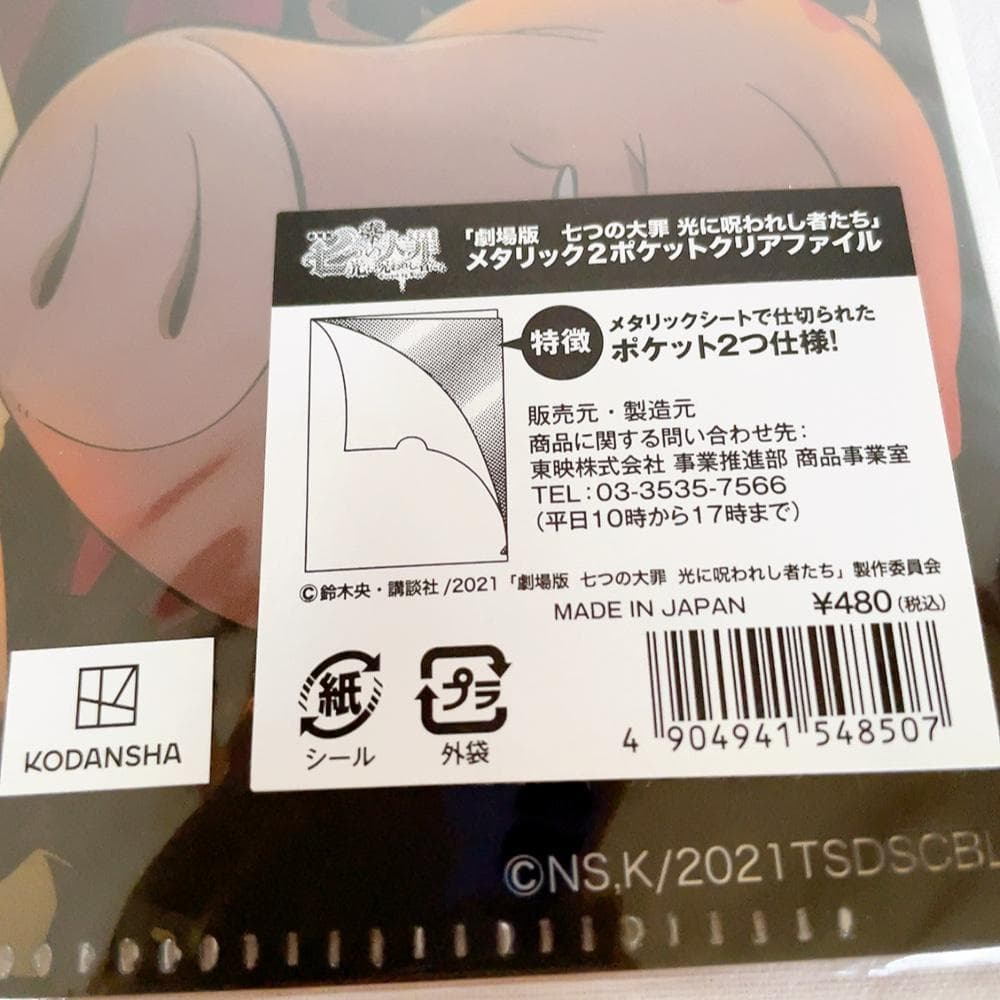 「劇場版 七つの大罪 光に呪われし者たち」
メタリック2ポケットクリアファイル
特徴
メタリックシートで仕切られた
ポケット2つ仕様!
販売元・製造元
商品に関する問い合わせ先:
東映株式会社 事業推進部 商品事業室
TEL:03-3535-7566
(平日10時から17時まで)
©鈴木央・講談社/2021「劇場版 七つの大罪 光に呪われし者たち」製作委員会
MADE IN JAPAN ¥480(税込)
紙
シール
プラ
外袋
4 904941 548507
KODANSHA
©NS,K/2021TSDSCBL